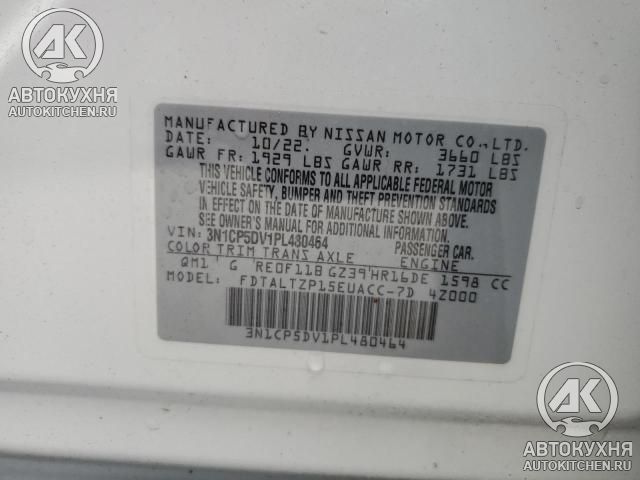 АК
АВТОКУХНЯ
AUTOKITCHEN.RU
MANUFACTURED BY NISSAN MOTOR CO.,LTD.
DATE: 10/22. GVWR: 3660 LBS
GAWR FR: 1929 LBS GAWR RR: 1731 LBS
THIS VEHICLE CONFORMS TO ALL APPLICABLE FEDERAL MOTOR
VEHICLE SAFETY, BUMPER AND THEFT PREVENTION STANDARDS
IN EFFECT ON THE DATE OF MANUFACTURE SHOWN ABOVE.
SEE OWNER'S MANUAL FOR ADDITIONAL INFORMATION.
VIN: 3N1CP5DV1PL480464 PASSENGER CAR.
COLOR TRIM TRANS AXLE ENGINE
QM1 G RE0F11B GZ39 HR16DE 1598 CC
MODEL: FDTALTZP15EUACC-7D 4Z000
3N1CP5DV1PL480464
АК
АВТОКУХНЯ
AUTOKITCHEN.RU